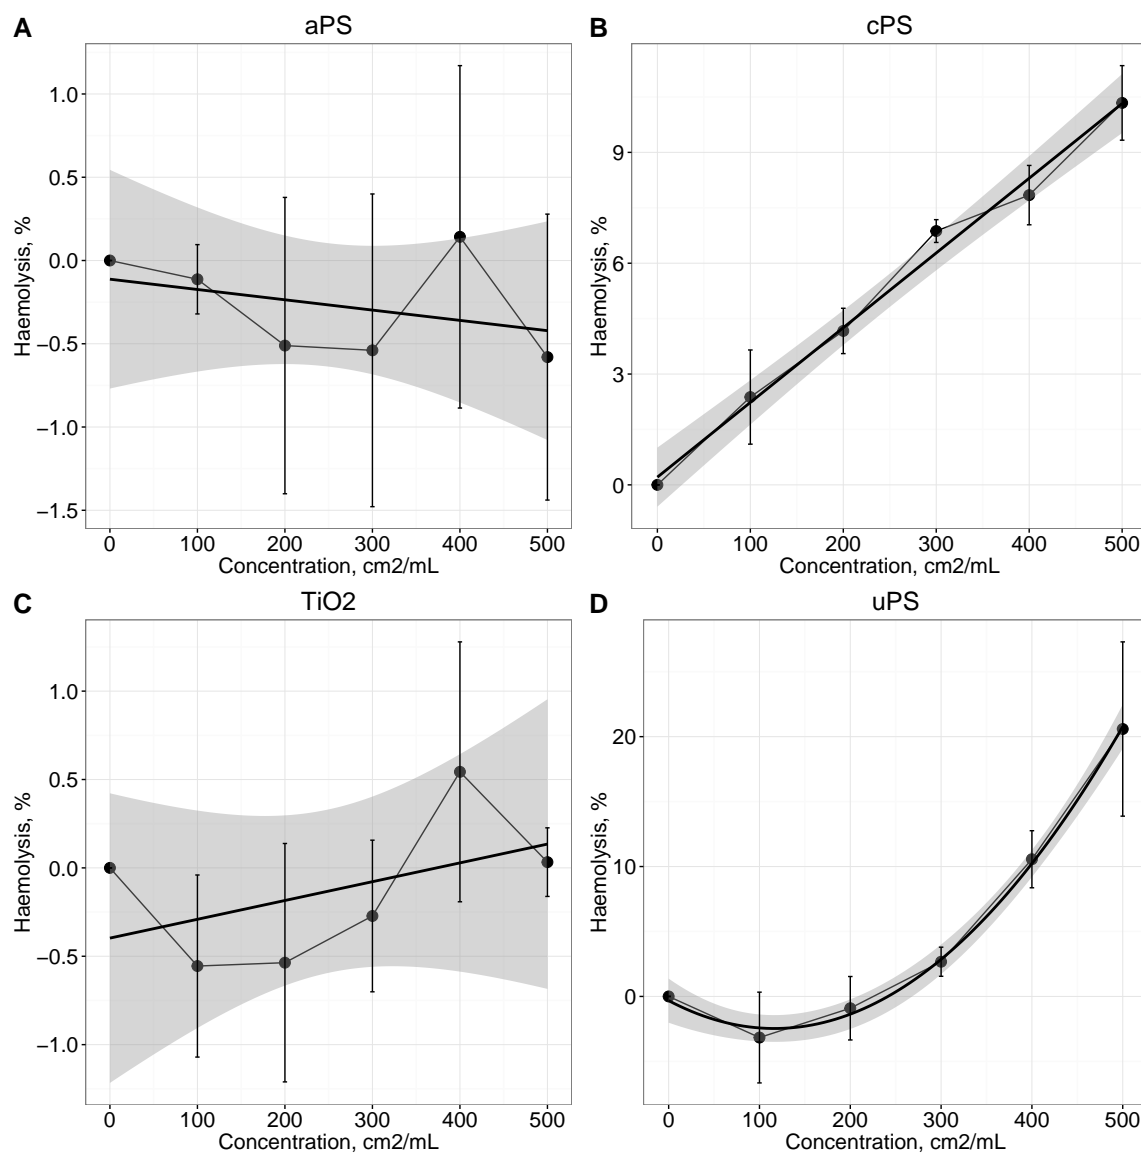 A
aPS
Haemolysis, %
1.0
0.5
0.0
−0.5
−1.0
−1.5
0 100 200 300 400 500
Concentration, cm2/mL
B
cPS
Haemolysis, %
9
6
3
0
0 100 200 300 400 500
Concentration, cm2/mL
C
TiO2
Haemolysis, %
1.0
0.5
0.0
−0.5
−1.0
0 100 200 300 400 500
Concentration, cm2/mL
D
uPS
Haemolysis, %
20
10
0
0 100 200 300 400 500
Concentration, cm2/mL